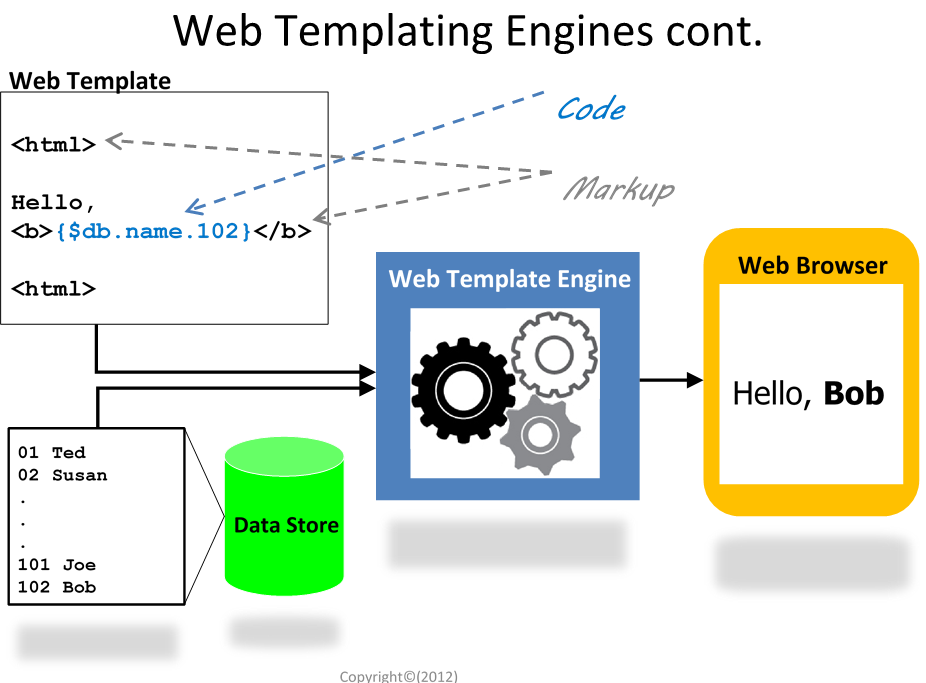 Web Templating Engines cont.
Web Template
<html>
Hello,
<b>{$db.name.102}</b>
<html>
Code
Markup
Web Template Engine
Web Browser
Hello, Bob
01 Ted
02 Susan
.
.
.
101 Joe
102 Bob
Data Store
Copyright©(2012)